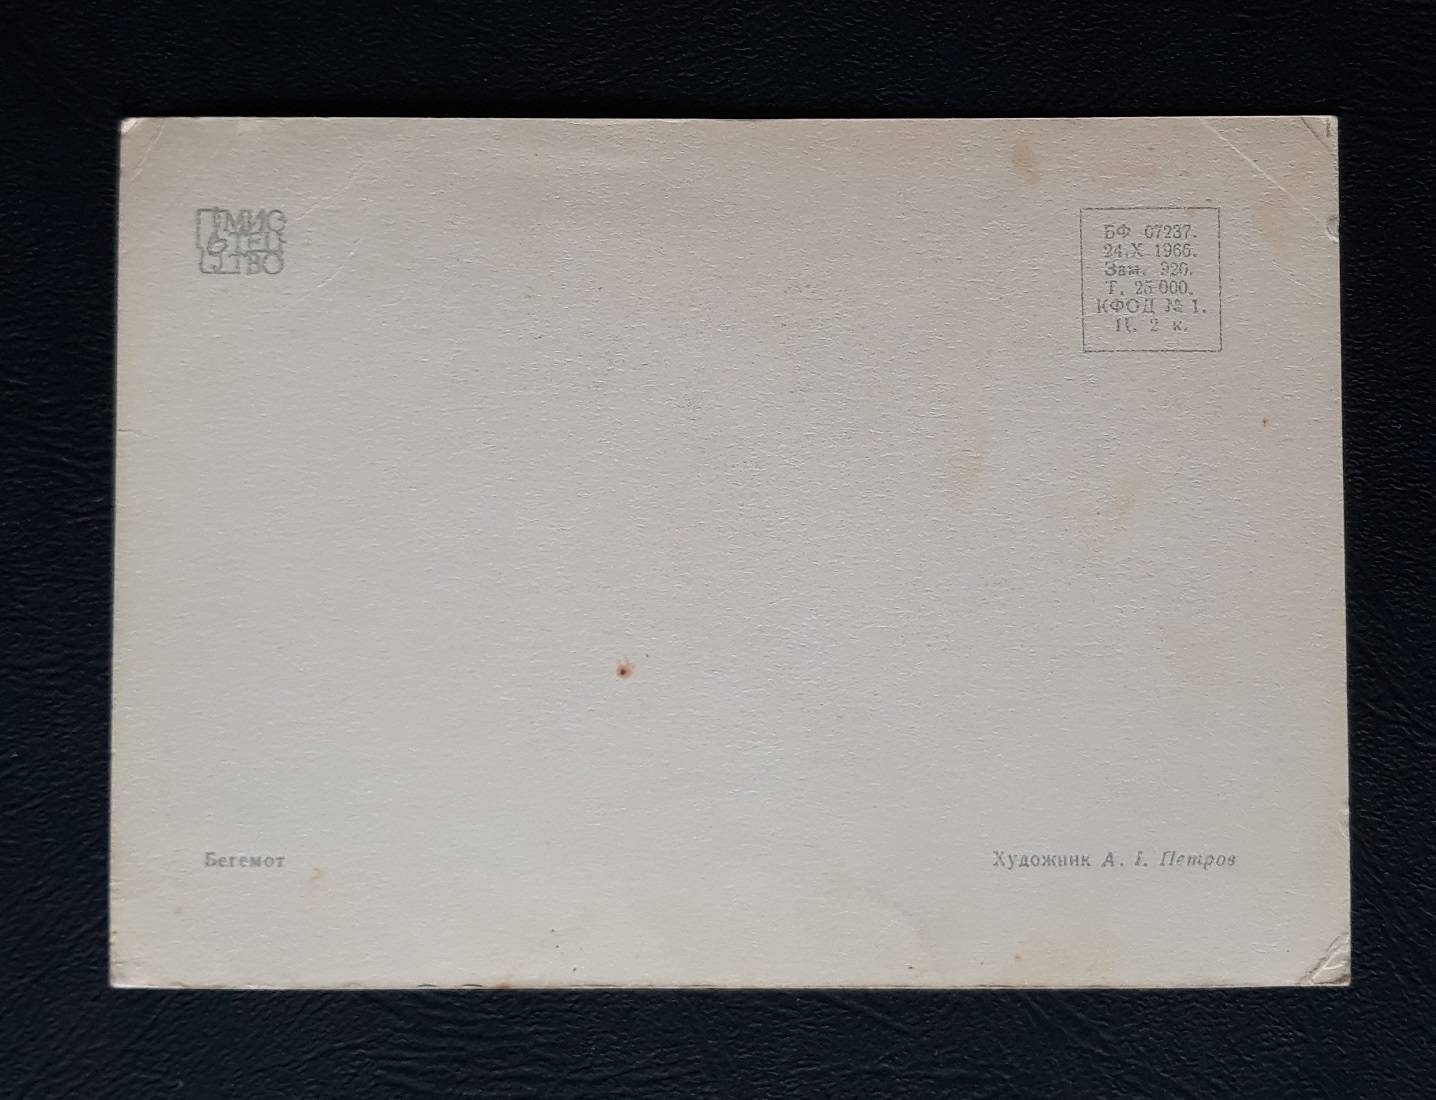 МИС
ТЕЦ
ТВО
БФ 07237.
24.X 1966.
Зам. 920.
Т. 25 000.
КФОД № 1.
Ц. 2 к.
Бегемот
Художник А. І. Петров